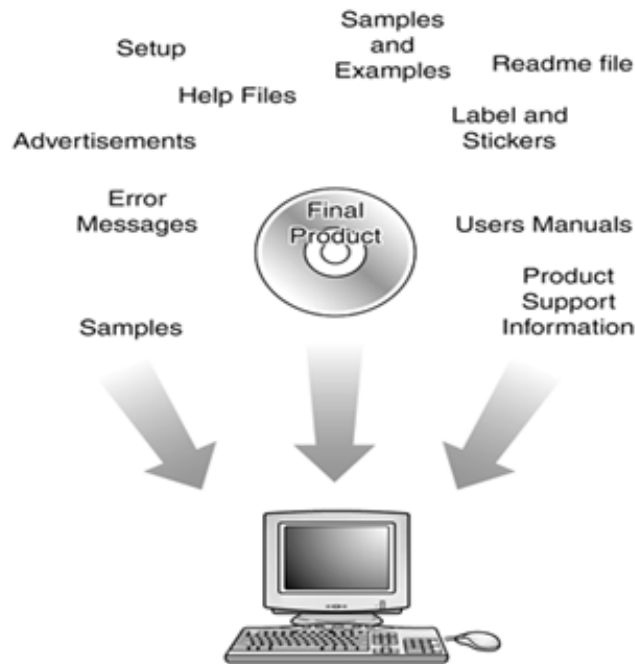 Samples
and
Examples
Setup
Readme file
Help Files
Label and
Stickers
Advertisements
Error
Messages
Final
Product
Users Manuals
Product
Support
Information
Samples